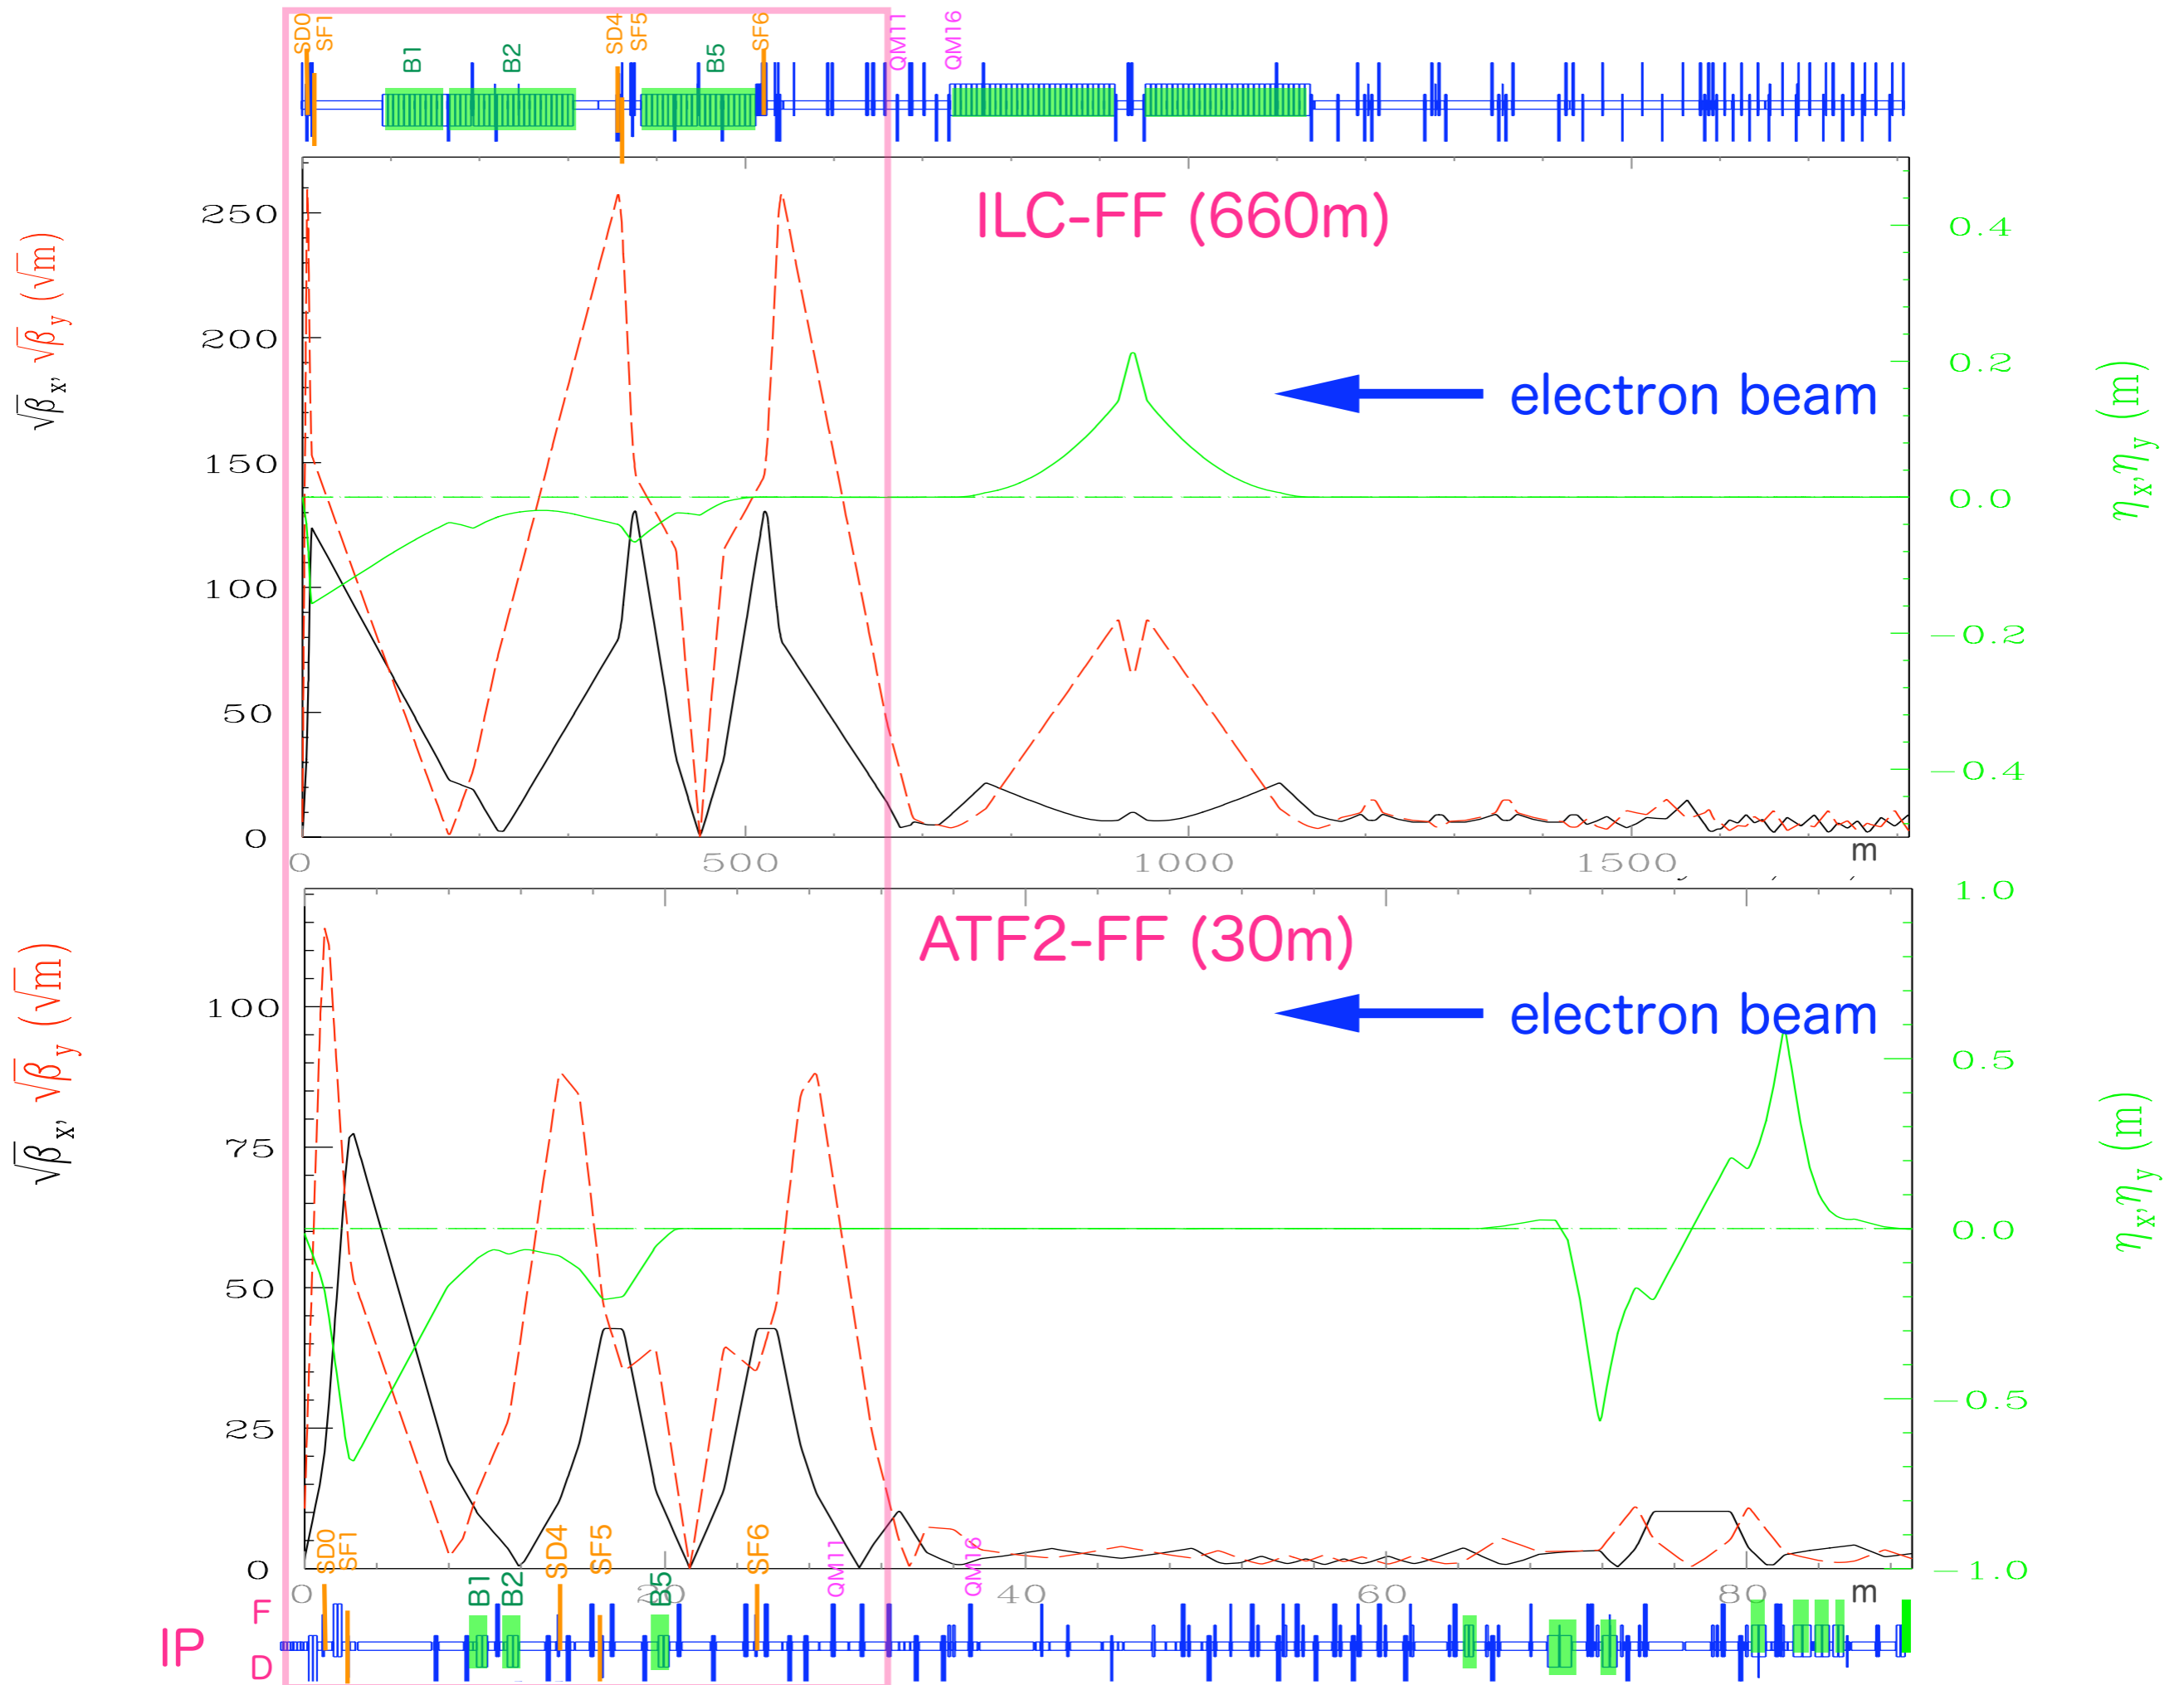 SD0 SF1 B1 B2 SD4 SF5 B5 SF6 QM11 QM16
ILC-FF (660m)
electron beam
√βx, √βy (√m)
250
200
150
100
50
0
0.4
0.2
0.0
−0.2
−0.4
ηx, ηy (m)
0 500 1000 1500 m
ATF2-FF (30m)
electron beam
√βx, √βy (√m)
100
75
50
25
0
1.0
0.5
0.0
−0.5
−1.0
ηx, ηy (m)
0 20 40 60 80 m
SD0 SF1 B1 B2 SD4 SF5 B5 SF6 QM11 QM16
F
IP
D